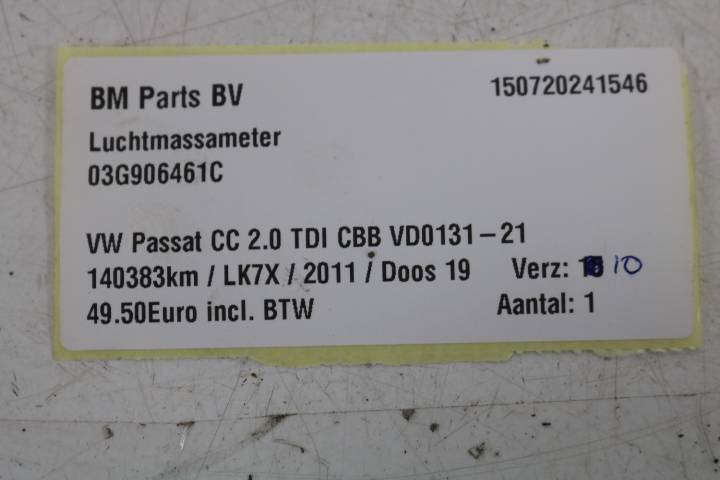 BM Parts BV 150720241546
Luchtmassameter
03G906461C
VW Passat CC 2.0 TDI CBB VD0131-21
140383km / LK7X / 2011 / Doos 19 Verz: 10
49.50Euro incl. BTW Aantal: 1